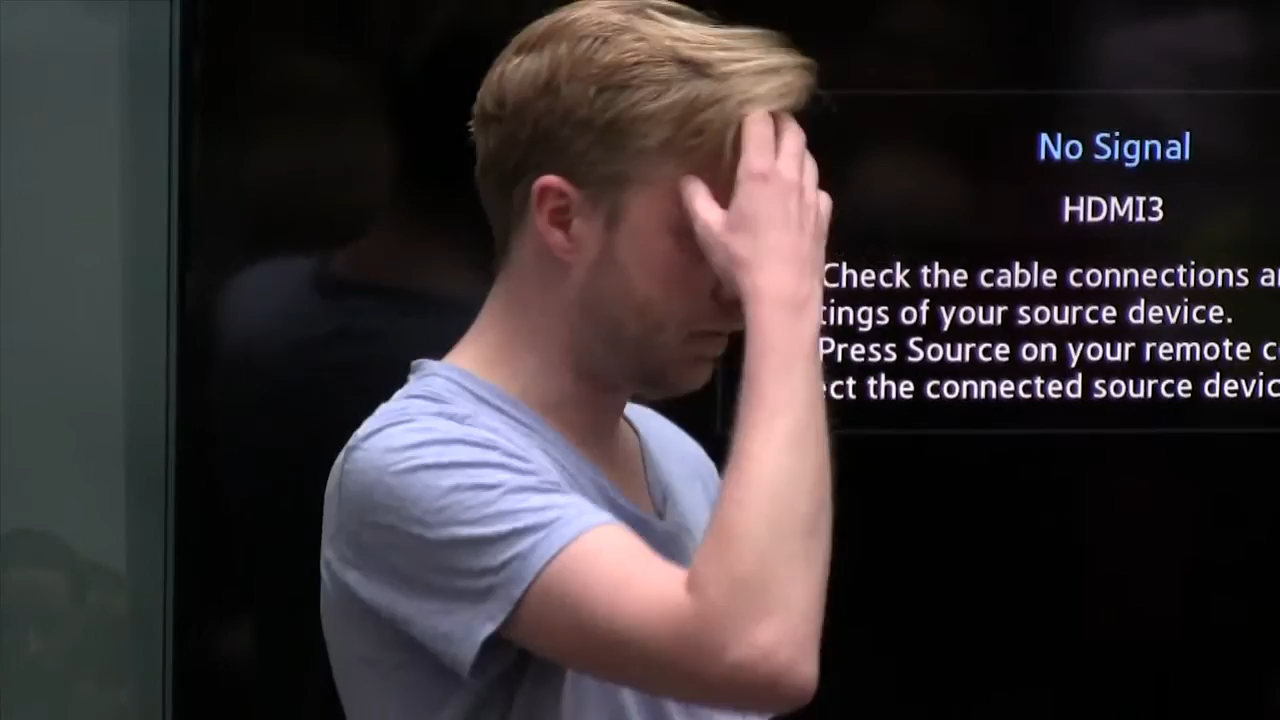 No Signal
HDMI3
Check the cable connections
tings of your source device.
Press Source on your remote
ect the connected source devic